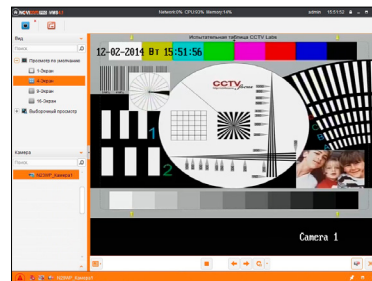 Network:0% CPU:93% Memory:14%
admin 15:51:52
Вид
Поиск
Просмотр по умолчанию
1-Экран
4-Экран
9-Экран
16-Экран
Выборочный просмотр
Камера
Поиск
Испытательная таблица CCTV Labs
12-02-2014 Вт 15:51:56
CCTV
1
2
Camera 1